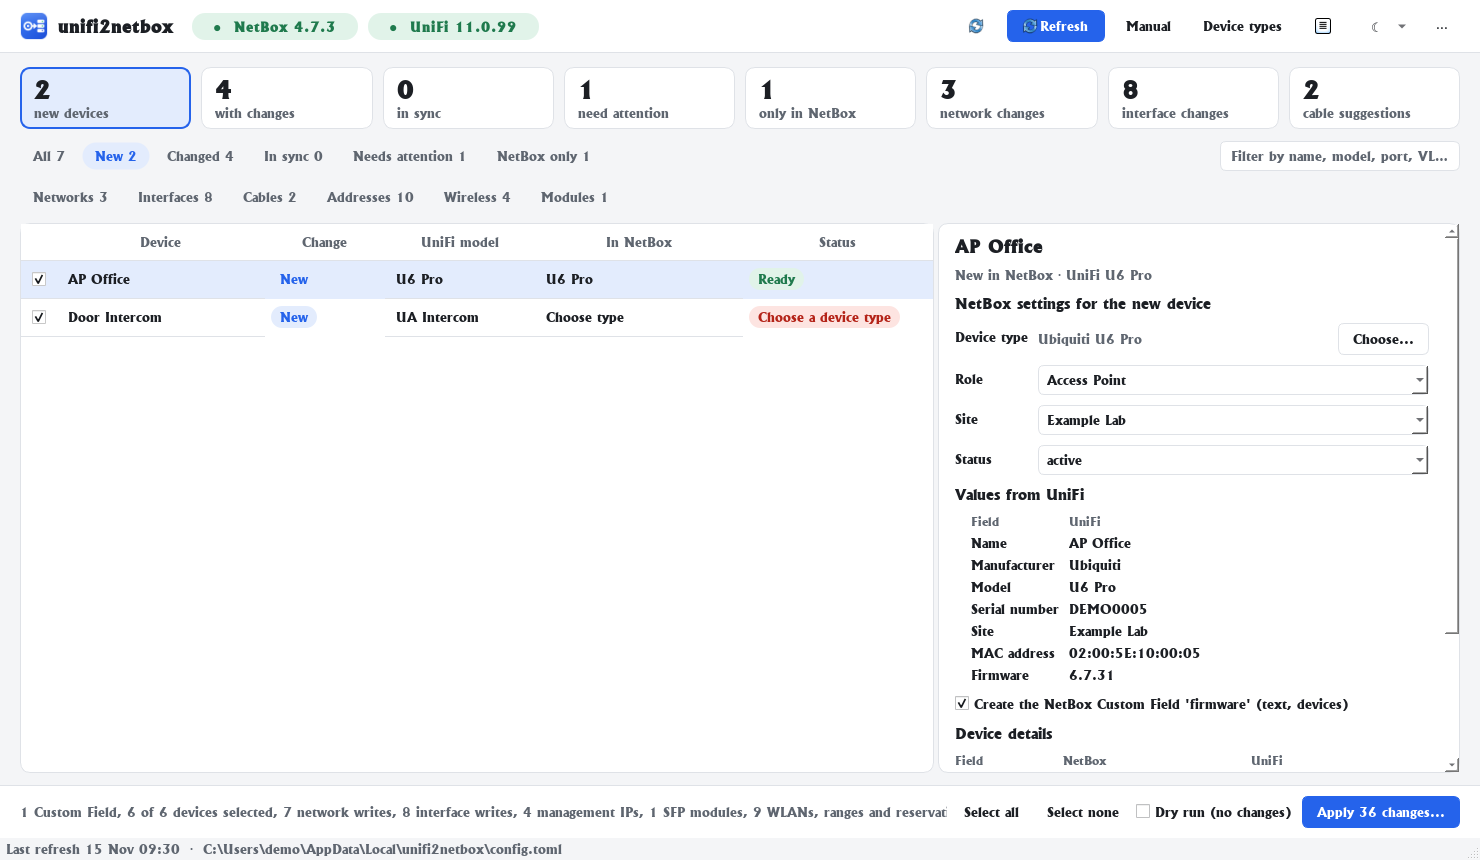 unifi2netbox
● NetBox 4.7.3
● UniFi 11.0.99
Refresh
Manual
Device types
...
2
new devices
4
with changes
0
in sync
1
need attention
1
only in NetBox
3
network changes
8
interface changes
2
cable suggestions
All 7
New 2
Changed 4
In sync 0
Needs attention 1
NetBox only 1
Filter by name, model, port, VL...
Networks 3
Interfaces 8
Cables 2
Addresses 10
Wireless 4
Modules 1
Device Change UniFi model In NetBox Status
AP Office New U6 Pro U6 Pro Ready
Door Intercom New UA Intercom Choose type Choose a device type
AP Office
New in NetBox · UniFi U6 Pro
NetBox settings for the new device
Device type Ubiquiti U6 Pro Choose...
Role Access Point
Site Example Lab
Status active
Values from UniFi
Field UniFi
Name AP Office
Manufacturer Ubiquiti
Model U6 Pro
Serial number DEMO0005
Site Example Lab
MAC address 02:00:5E:10:00:05
Firmware 6.7.31
Create the NetBox Custom Field 'firmware' (text, devices)
Device details
Field NetBox UniFi
1 Custom Field, 6 of 6 devices selected, 7 network writes, 8 interface writes, 4 management IPs, 1 SFP modules, 9 WLANs, ranges and reservati
Select all
Select none
Dry run (no changes)
Apply 36 changes...
Last refresh 15 Nov 09:30 · C:\Users\demo\AppData\Local\unifi2netbox\config.toml